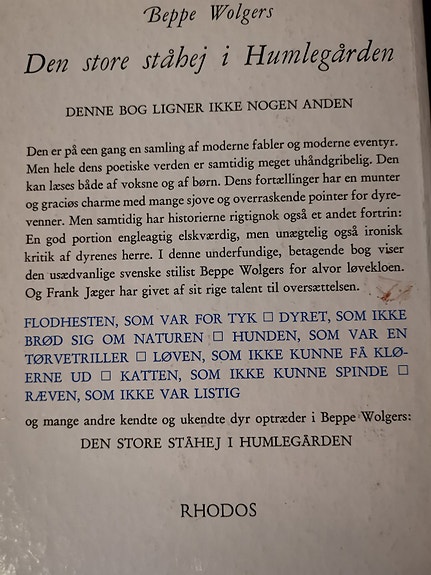 Beppe Wolgers
Den store ståhej i Humlegården
DENNE BOG LIGNER IKKE NOGEN ANDEN
Den er på een gang en samling af moderne fabler og moderne eventyr.
Men hele dens poetiske verden er samtidig meget uhåndgribelig. Den
kan læses både af voksne og af børn. Dens fortællinger har en munter
og graciøs charme med mange sjove og overraskende pointer for dyre-
venner. Men samtidig har historierne rigtignok også et andet fortrin:
En god portion engleagtig elskværdig, men unægtelig også ironisk
kritik af dyrenes herre. I denne underfundige, betagende bog viser
den usædvanlige svenske stilist Beppe Wolgers for alvor løvekloen.
Og Frank Jæger har givet af sit rige talent til oversættelsen.
FLODHESTEN, SOM VAR FOR TYK □ DYRET, SOM IKKE
BRØD SIG OM NATUREN □ HUNDEN, SOM VAR EN
TØRVETRILLER □ LØVEN, SOM IKKE KUNNE FÅ KLØ-
ERNE UD □ KATTEN, SOM IKKE KUNNE SPINDE □
RÆVEN, SOM IKKE VAR LISTIG
og mange andre kendte og ukendte dyr optræder i Beppe Wolgers:
DEN STORE STÅHEJ I HUMLEGÅRDEN
RHODOS